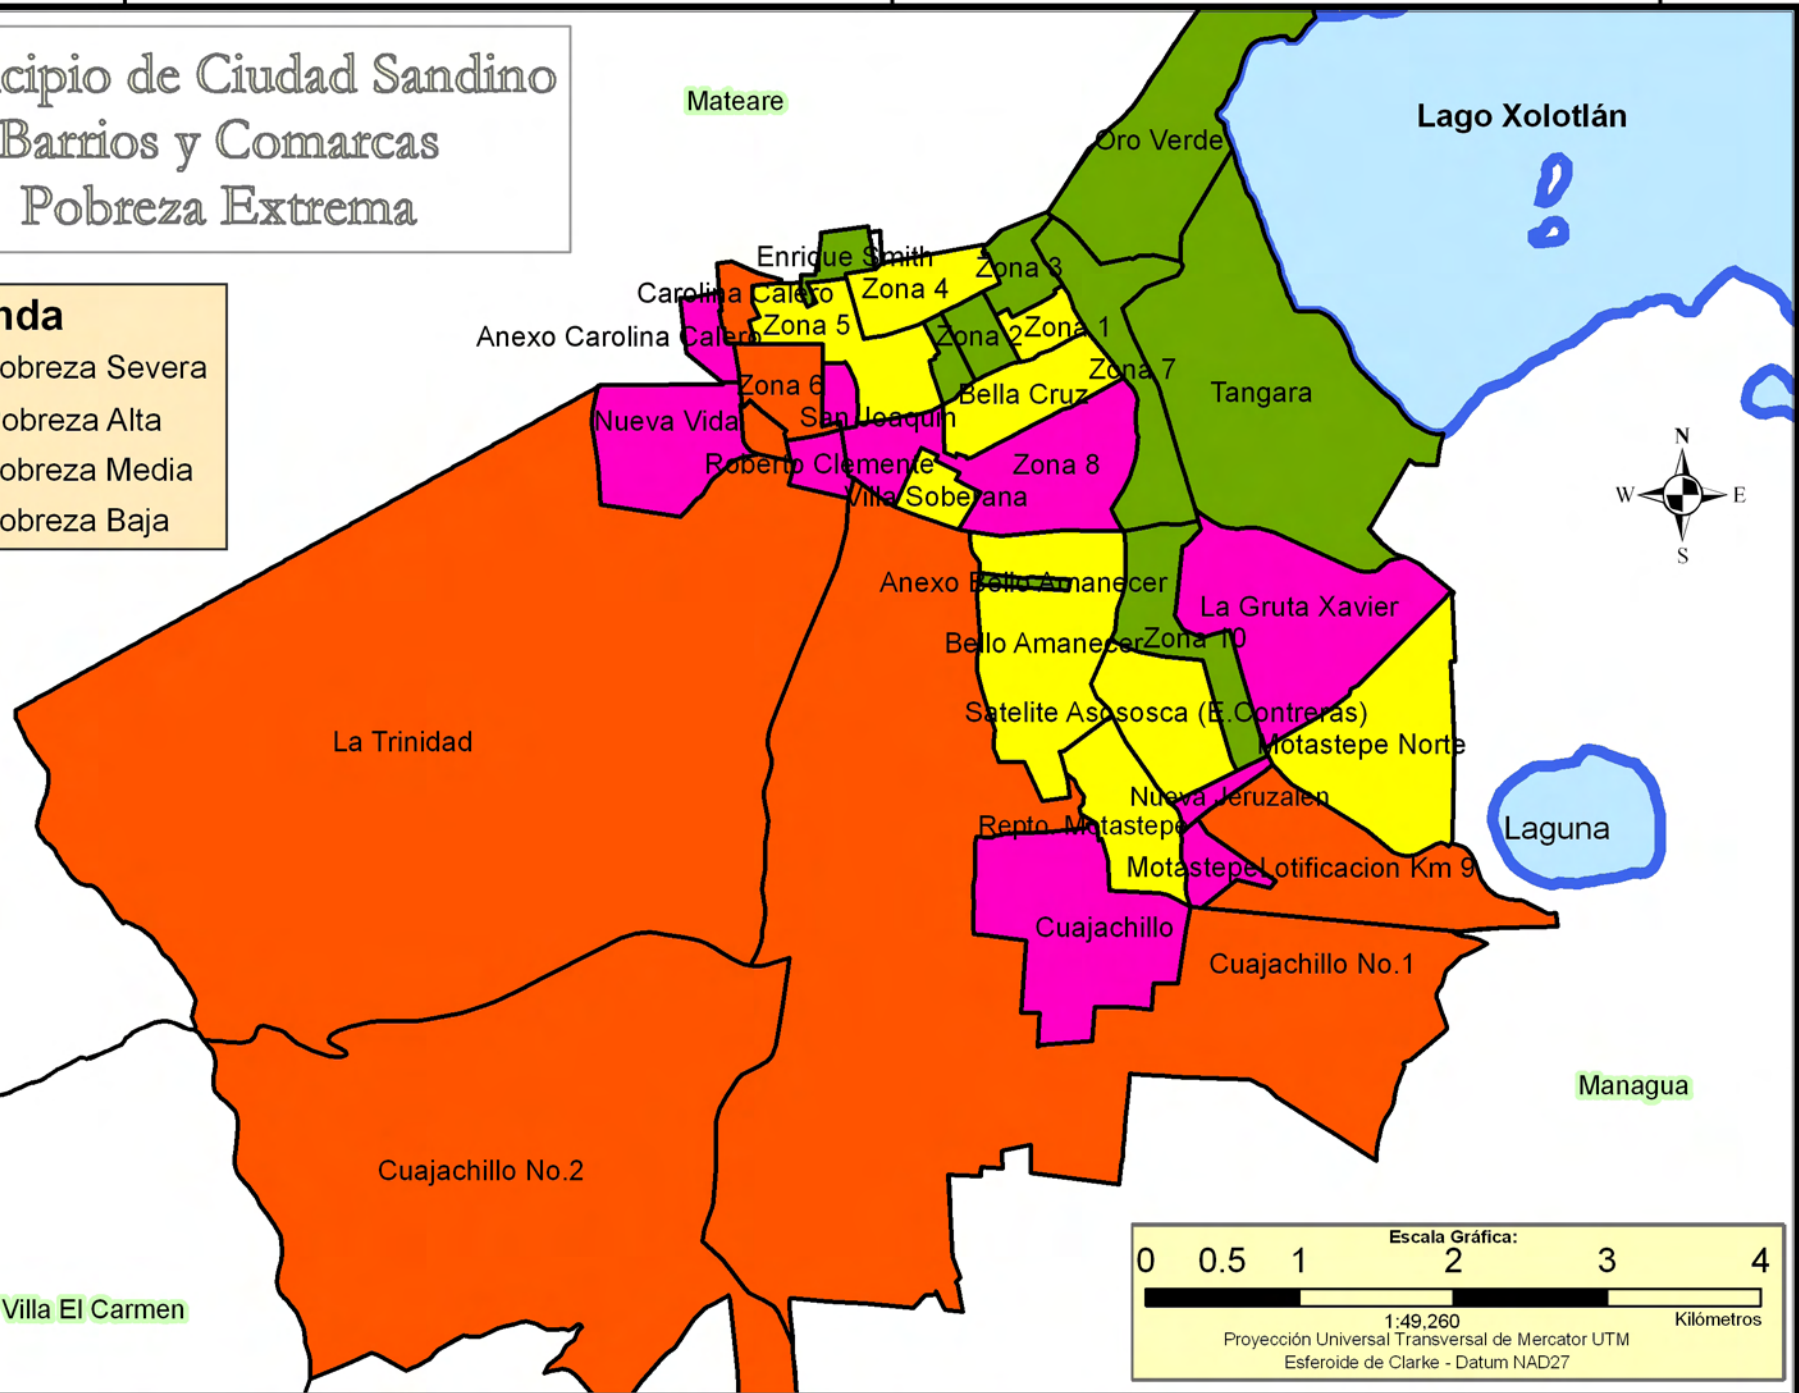 cipio de Ciudad Sandino
Barrios y Comarcas
Pobreza Extrema
Mateare
Lago Xolotlán
Oro Verde
Enrique Smith
Zona 3
Carolina Calero
Zona 4
nda
Anexo Carolina Calero
Zona 5
Zona 2
Zona 1
obreza Severa
Zona 7
Zona 6
Bella Cruz
Tangara
obreza Alta
Nueva Vida
San Joaquin
obreza Media
Roberto Clemente
Zona 8
N
W
E
S
Villa Soberana
obreza Baja
Anexo Bello Amanecer
La Gruta Xavier
Bello Amanecer
Zona 10
Satelite Asososca (E.Contreras)
La Trinidad
Motastepe Norte
Nueva Jeruzalen
Repto. Motastepe
Laguna
Motastepe
Lotificacion Km 9
Cuajachillo
Cuajachillo No.1
Managua
Cuajachillo No.2
Villa El Carmen
Escala Gráfica:
0 0.5 1 2 3 4
1:49,260
Kilómetros
Proyección Universal Transversal de Mercator UTM
Esferoide de Clarke - Datum NAD27